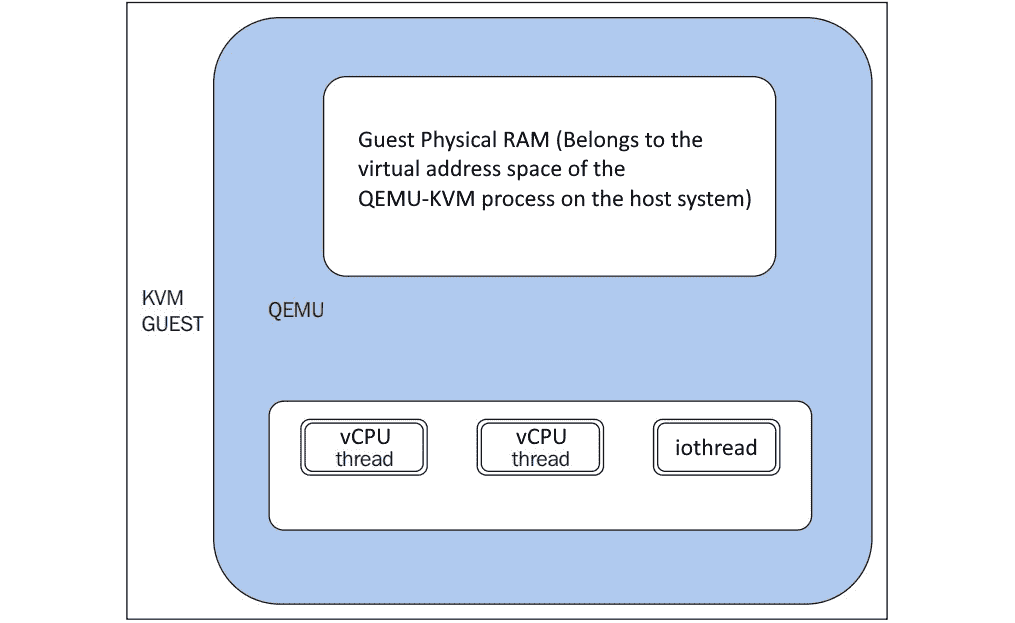 Guest Physical RAM (Belongs to the
virtual address space of the
QEMU-KVM process on the host system)
KVM
GUEST
QEMU
vCPU
thread
vCPU
thread
iothread